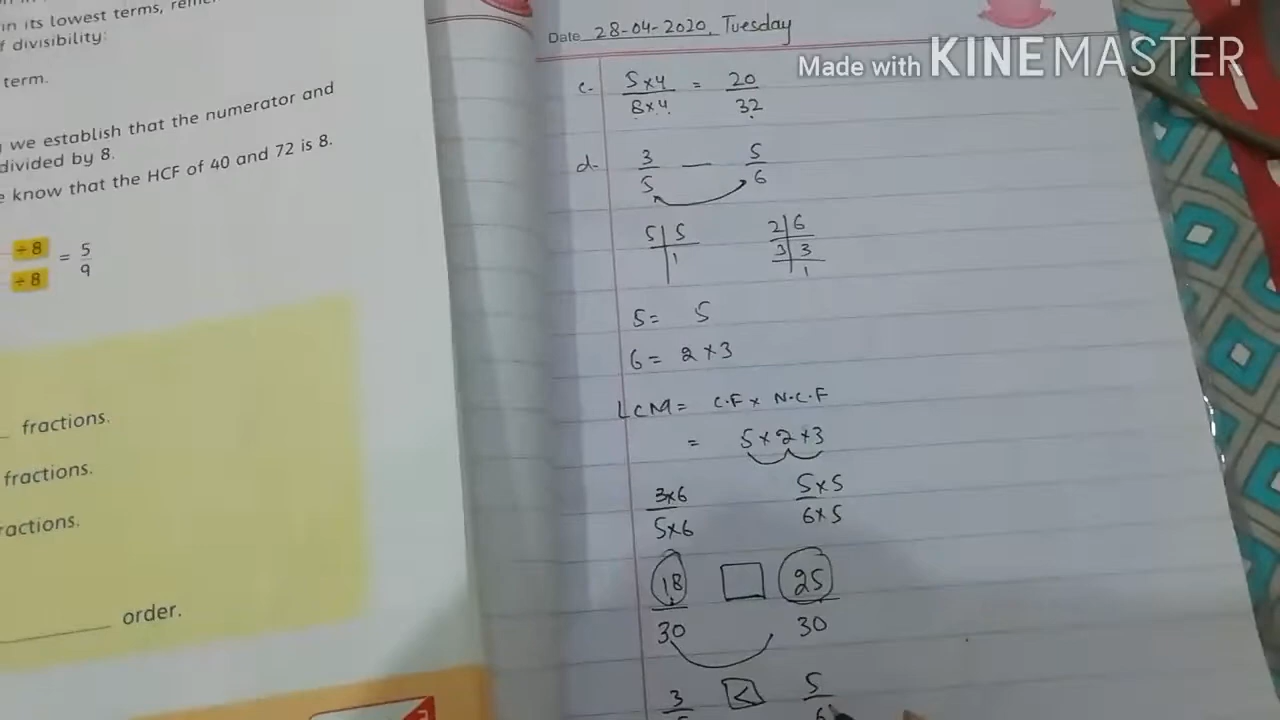 in its lowest terms,
f divisibility:
term.
we establish that the numerator and
divided by 8.
know that the HCF of 40 and 72 is 8.
÷ 8 = 5
÷ 8 9
fractions.
fractions.
ractions.
order.
Date 28-04-2020, Tuesday
Made with KINEMASTER
c. 5×4 = 20
8×4 32
d. 3 — 5
5 6
5 | 5 2 | 6
1 3 | 3
1
5 = 5
6 = 2 × 3
LCM = C.F × N.C.F
= 5 × 2 × 3
3×6 5×5
5×6 6×5
18 □ 25
30 30
3 < 5
6